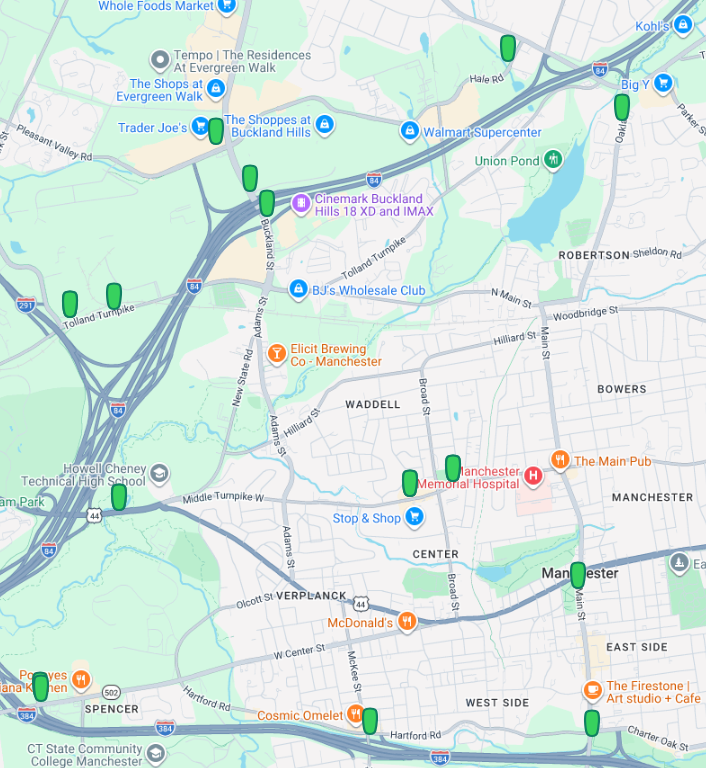 Whole Foods Market
Kohl's
Tempo | The Residences
At Evergreen Walk
84
Hale Rd
The Shops at
Evergreen Walk
Big Y
Trader Joe's
The Shoppes at
Buckland Hills
Walmart Supercenter
Parker St
Pleasant Valley Rd
Union Pond
84
Cinemark Buckland
Hills 18 XD and IMAX
Buckland St
Tolland Turnpike
ROBERTSON
Sheldon Rd
84
BJ's Wholesale Club
N Main St
291
Tolland Turnpike
Adams St
Woodbridge St
Hilliard St
Main St
Elicit Brewing
Co - Manchester
New State Rd
Broad St
BOWERS
84
WADDELL
Hilliard St
Adams St
Howell Cheney
Technical High School
The Main Pub
Manchester
Memorial Hospital
H
am Park
Middle Turnpike W
MANCHESTER
44
Stop & Shop
84
Adams St
CENTER
Manchester
Broad St
Olcott St
VERPLANCK
44
Main St
McDonald's
W Center St
McKee St
EAST SIDE
Popeyes
iana Kitchen
502
SPENCER
Hartford Rd
WEST SIDE
The Firestone |
Art studio + Cafe
Cosmic Omelet
384
384
Hartford Rd
Charter Oak St
CT State Community
College Manchester
384